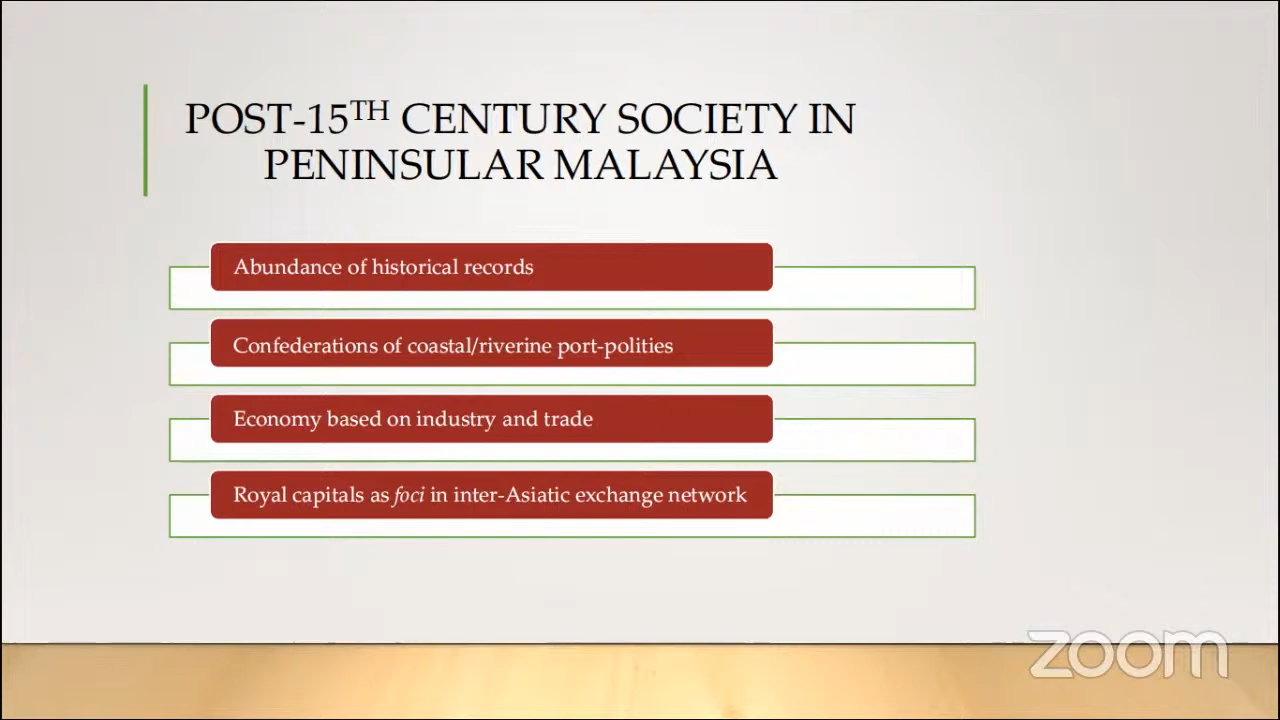 POST-15TH CENTURY SOCIETY IN
PENINSULAR MALAYSIA
Abundance of historical records
Confederations of coastal/riverine port-polities
Economy based on industry and trade
Royal capitals as foci in inter-Asiatic exchange network
zoom